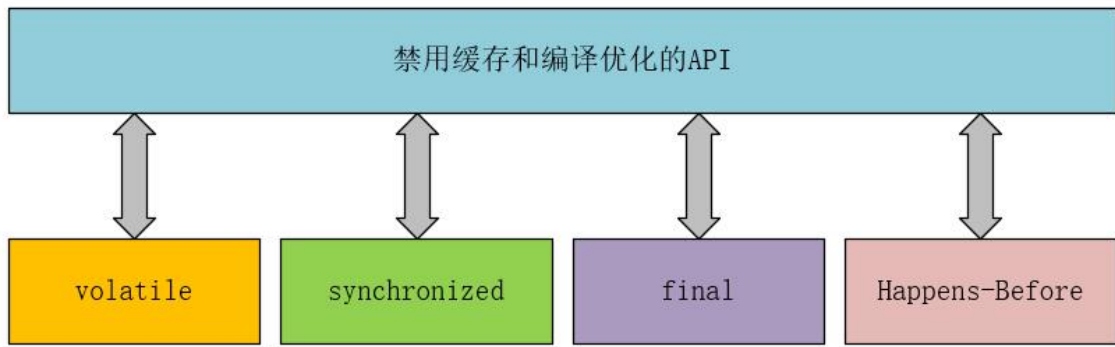 禁用缓存和编译优化的API
volatile
synchronized
final
Happens-Before